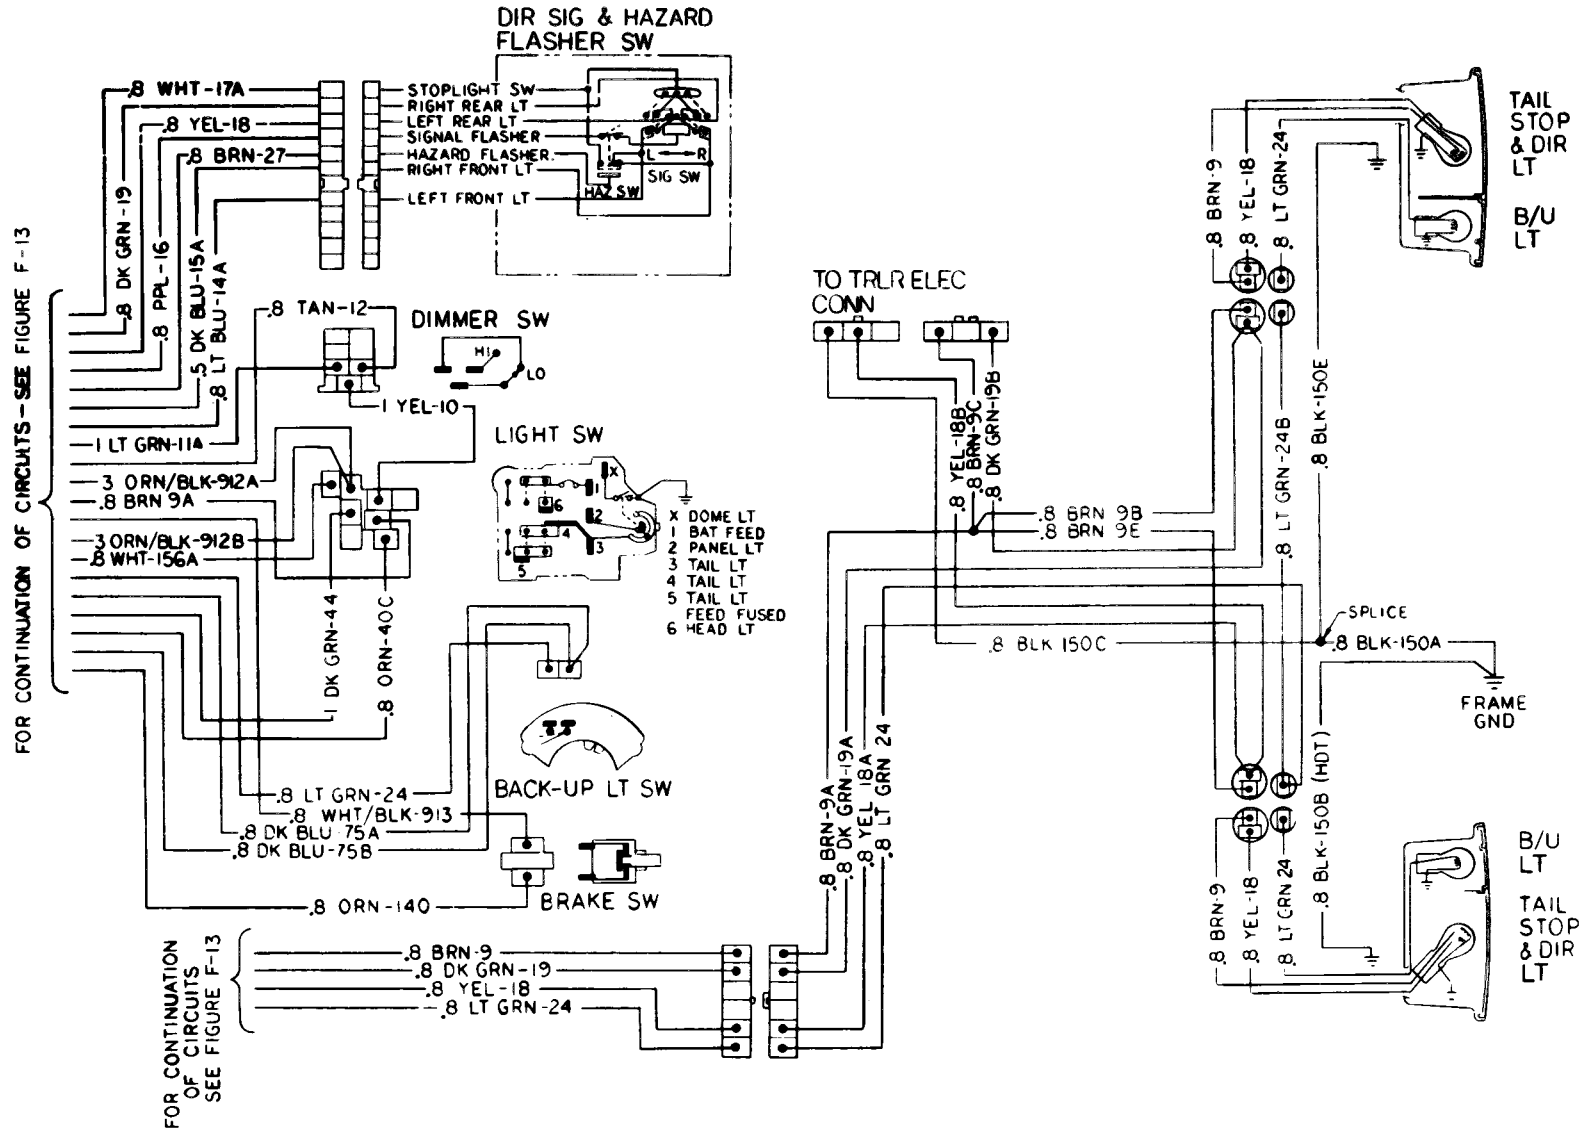 DIR SIG & HAZARD
FLASHER SW
.8 WHT-17A
STOPLIGHT SW
RIGHT REAR LT
.8 YEL-18
LEFT REAR LT
SIGNAL FLASHER
.8 BRN-27
HAZARD FLASHER.
RIGHT FRONT LT
LEFT FRONT LT
L
R
SIG SW
HAZ SW
.8 DK GRN-19
.8 PPL-16
.5 DK BLU-15A
.8 LT BLU-14A
FOR CONTINUATION OF CIRCUITS-SEE FIGURE F-13
.8 TAN-12
DIMMER SW
HI
LO
1 YEL-10
1 LT GRN-114
3 ORN/BLK-912A
.8 BRN 9A
3 ORN/BLK-912B
.8 WHT-156A
LIGHT SW
X
1
6
2
4
3
5
X DOME LT
1 BAT FEED
2 PANEL LT
3 TAIL LT
4 TAIL LT
5 TAIL LT
FEED FUSED
6 HEAD LT
1 DK GRN-44
.8 ORN-40C
BACK-UP LT SW
.8 LT GRN-24
.8 WHT/BLK-913
.8 DK BLU-75A
.8 DK BLU-75B
BRAKE SW
.8 ORN-140
FOR CONTINUATION
OF CIRCUITS
SEE FIGURE F-13
.8 BRN-9
.8 DK GRN-19
.8 YEL-18
.8 LT GRN-24
TO TRLR ELEC
CONN
.8 YEL-18B
.8 BRN-9C
.8 DK GRN-19B
.8 BRN 9B
.8 BRN 9E
.8 BLK 150C
.8 BRN-9A
.8 DK GRN-19A
.8 YEL 18A
.8 LT GRN 24
.8 BRN-9
.8 YEL-18
.8 LT GRN-24
.8 LT GRN-24B
.8 BLK-150E
TAIL
STOP
& DIR
LT
B/U
LT
SPLICE
.8 BLK-150A
FRAME
GND
.8 BLK-150B (HDT)
.8 BRN-9
.8 YEL-18
.8 LT GRN 24
B/U
LT
TAIL
STOP
& DIR
LT